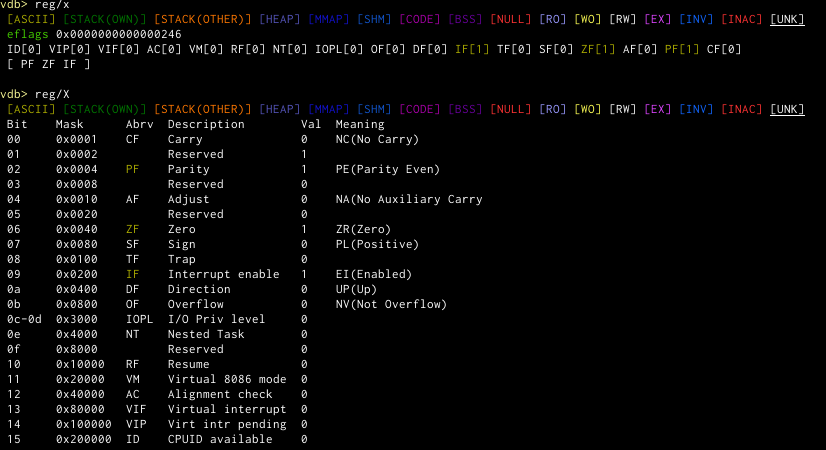 vdb> reg/x
[ASCII] [STACK(OWN)] [STACK(OTHER)] [HEAP] [MMAP] [SHM] [CODE] [BSS] [NULL] [RO] [WO] [RW] [EX] [INV] [INAC] [UNK]
eflags 0x0000000000000246
ID[0] VIP[0] VIF[0] AC[0] VM[0] RF[0] NT[0] IOPL[0] OF[0] DF[0] IF[1] TF[0] SF[0] ZF[1] AF[0] PF[1] CF[0]
[ PF ZF IF ]
vdb> reg/X
[ASCII] [STACK(OWN)] [STACK(OTHER)] [HEAP] [MMAP] [SHM] [CODE] [BSS] [NULL] [RO] [WO] [RW] [EX] [INV] [INAC] [UNK]
Bit Mask Abrv Description Val Meaning
00 0x0001 CF Carry 0 NC(No Carry)
01 0x0002 Reserved 1
02 0x0004 PF Parity 1 PE(Parity Even)
03 0x0008 Reserved 0
04 0x0010 AF Adjust 0 NA(No Auxiliary Carry
05 0x0020 Reserved 0
06 0x0040 ZF Zero 1 ZR(Zero)
07 0x0080 SF Sign 0 PL(Positive)
08 0x0100 TF Trap 0
09 0x0200 IF Interrupt enable 1 EI(Enabled)
0a 0x0400 DF Direction 0 UP(Up)
0b 0x0800 OF Overflow 0 NV(Not Overflow)
0c-0d 0x3000 IOPL I/O Priv level 0
0e 0x4000 NT Nested Task 0
0f 0x8000 Reserved 0
10 0x10000 RF Resume 0
11 0x20000 VM Virtual 8086 mode 0
12 0x40000 AC Alignment check 0
13 0x80000 VIF Virtual interrupt 0
14 0x100000 VIP Virt intr pending 0
15 0x200000 ID CPUID available 0